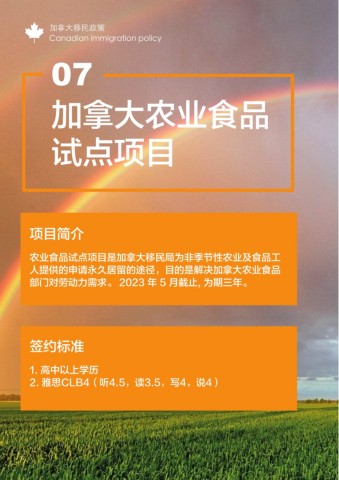 加拿大移民政策
Canadian immigration policy
07
加拿大农业食品
试点项目
项目简介
农业食品试点项目是加拿大移民局为非季节性农业及食品工
人提供的申请永久居留的途径，目的是解决加拿大农业食品
部门对劳动力需求。2023 年 5 月截止, 为期三年。
签约标准
1. 高中以上学历
2. 雅思CLB4（听4.5，读3.5，写4，说4）